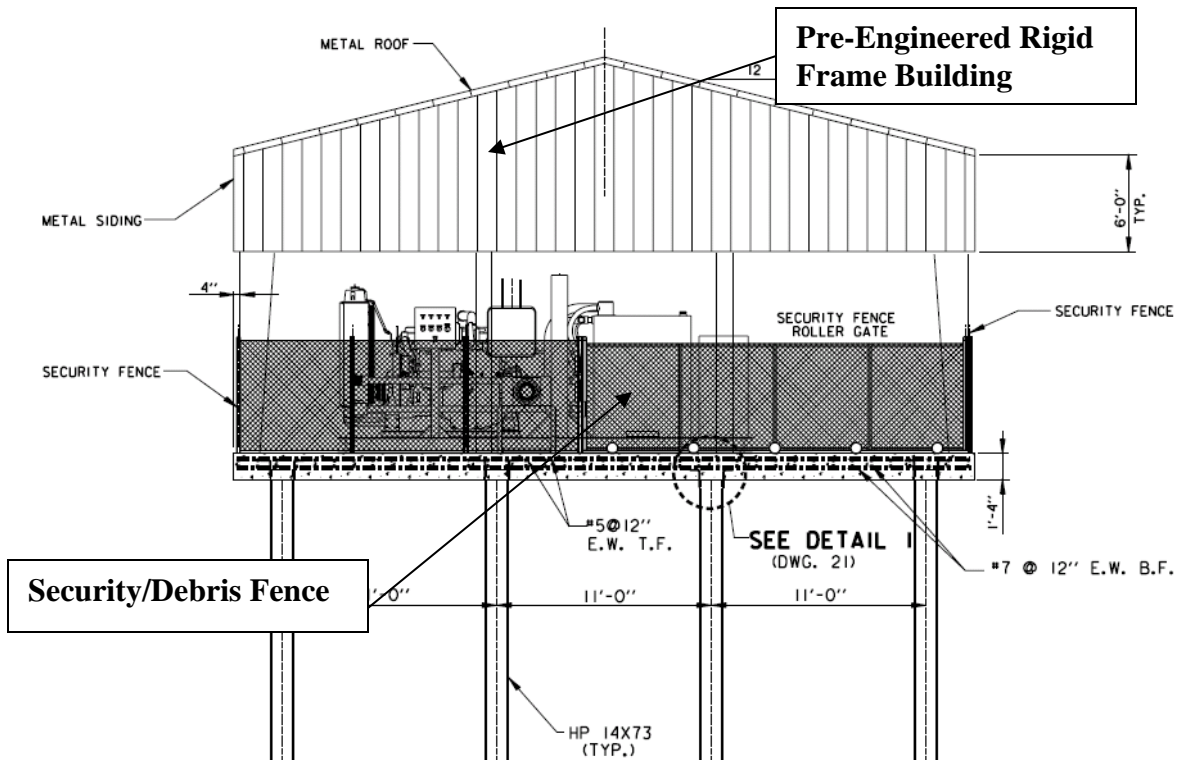 METAL ROOF
Pre-Engineered Rigid
Frame Building
12
METAL SIDING
6'-0"
TYP.
4"
SECURITY FENCE
ROLLER GATE
SECURITY FENCE
SECURITY FENCE
1'-4"
#5@12"
E.W. T.F.
SEE DETAIL 1
(DWG. 21)
#7 @ 12" E.W. B.F.
Security/Debris Fence
'-0"
11'-0"
11'-0"
HP 14X73
(TYP.)